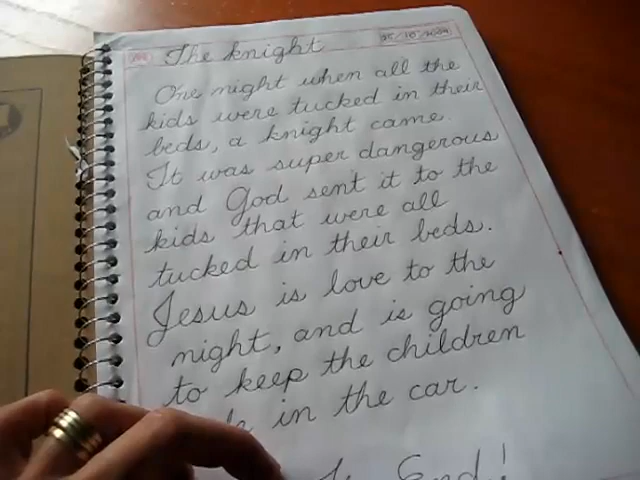 The knight
One night when all the
kids were tucked in their
beds, a knight came.
It was super dangerous
and God sent it to the
kids that were all
tucked in their beds.
Jesus is love to the
night, and is going
to keep the children
in the car.
End!